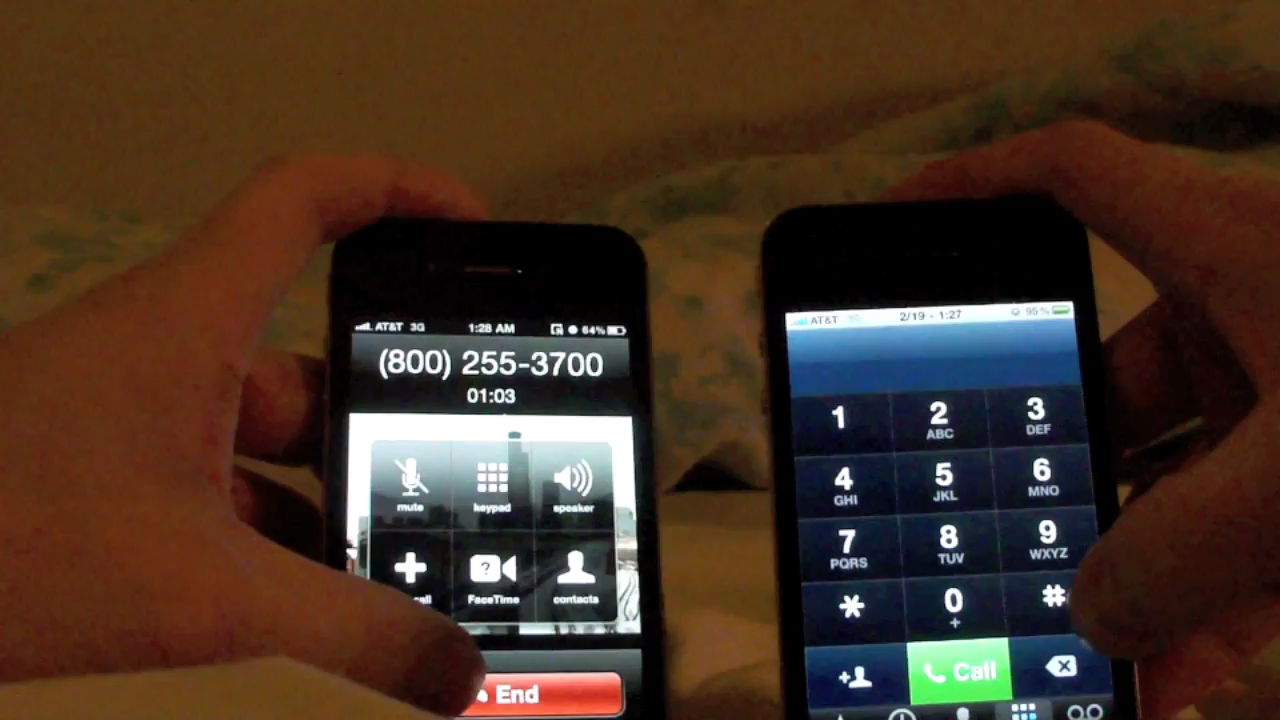 AT&T 3G 1:28 AM 64%
(800) 255-3700
01:03
mute keypad speaker
?
all FaceTime contacts
End
AT&T 3G 2/19 - 1:27 95%
1 2 3
ABC DEF
4 5 6
GHI JKL MNO
7 8 9
PQRS TUV WXYZ
* 0 #
+
+ Call